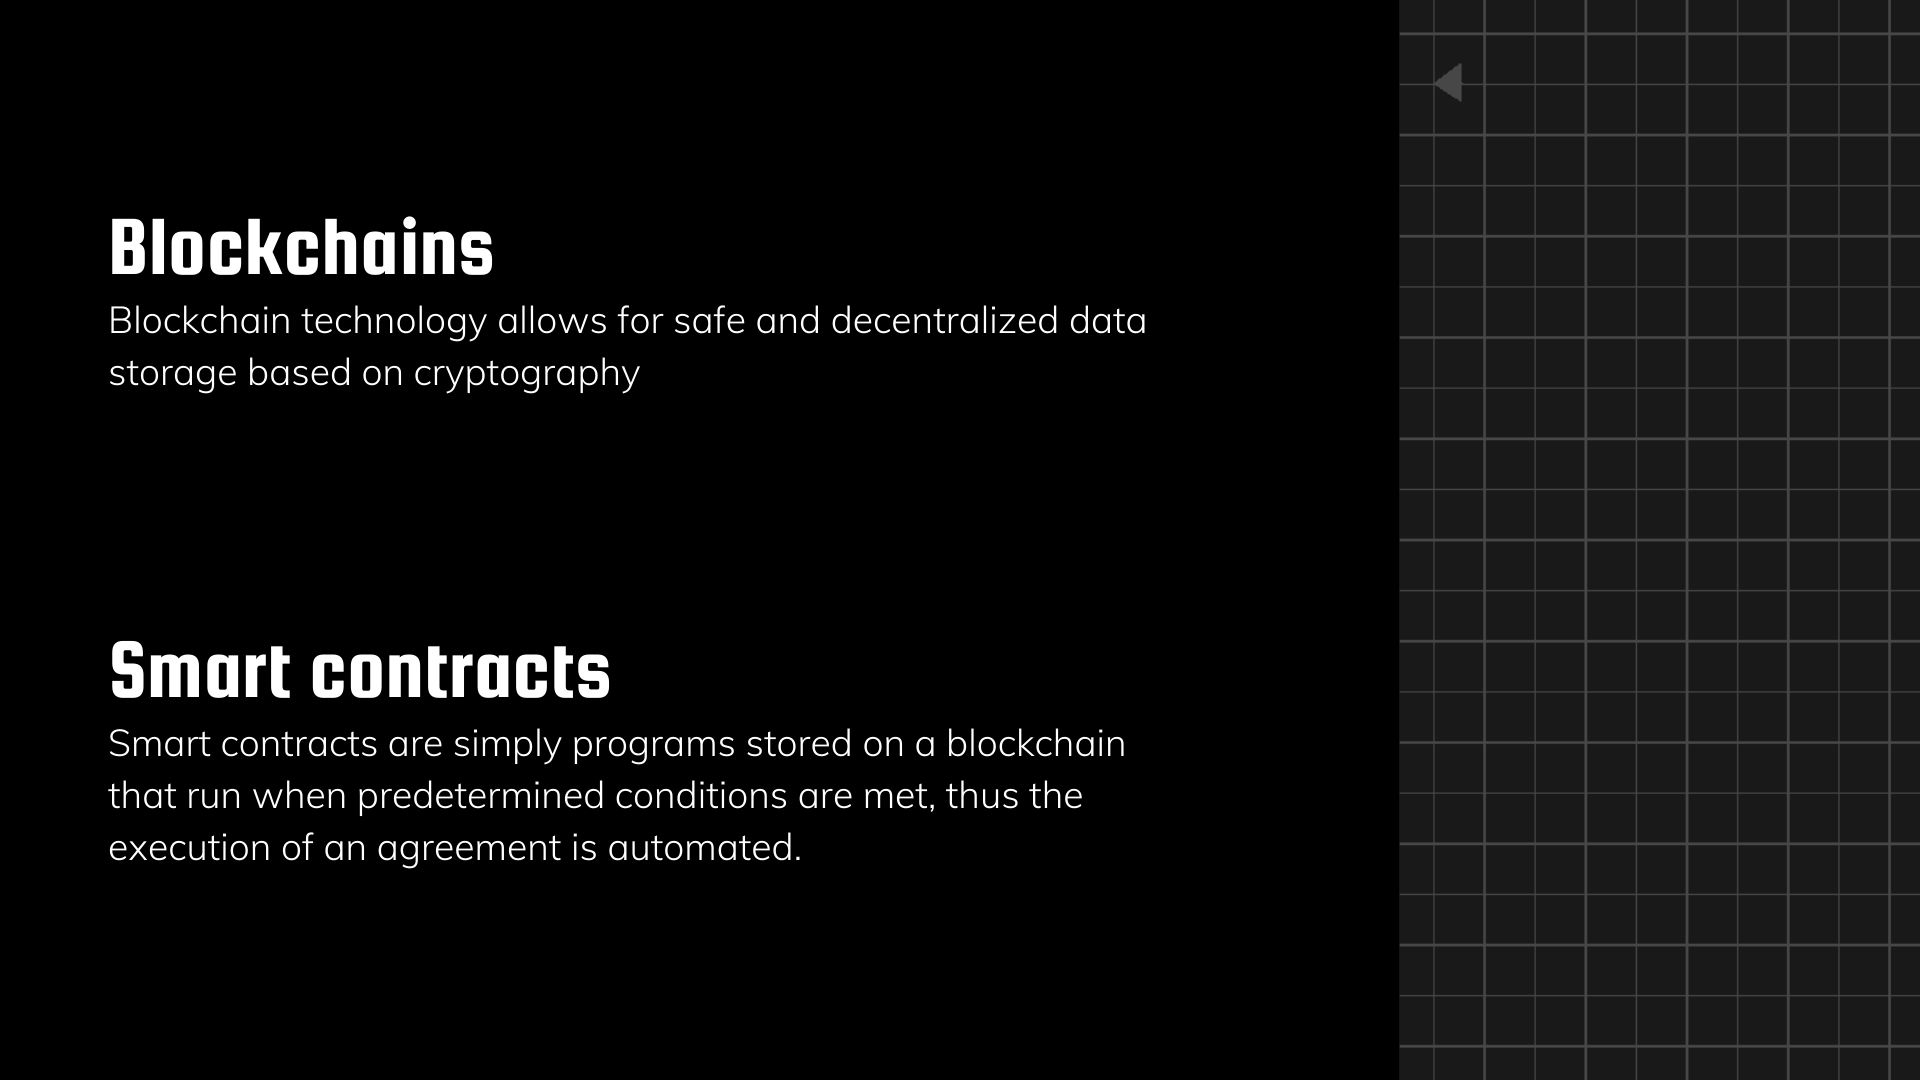 Blockchains
Blockchain technology allows for safe and decentralized data
storage based on cryptography
Smart contracts
Smart contracts are simply programs stored on a blockchain
that run when predetermined conditions are met, thus the
execution of an agreement is automated.